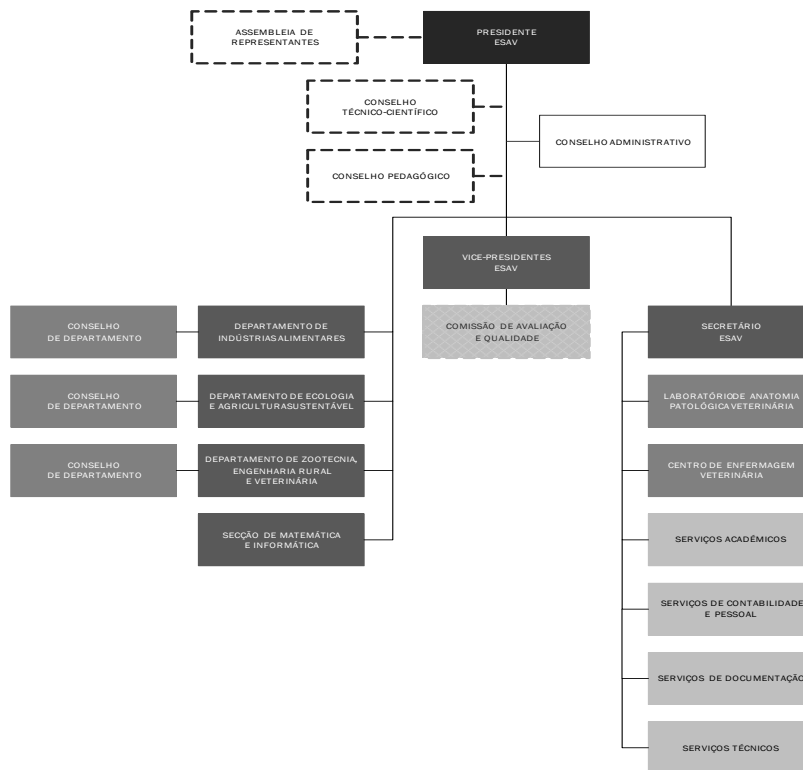 ASSEMBLEIA DE
REPRESENTANTES
PRESIDENTE
ESAV
CONSELHO
TÉCNICO-CIENTÍFICO
CONSELHO ADMINISTRATIVO
CONSELHO PEDAGÓGICO
VICE-PRESIDENTES
ESAV
CONSELHO
DE DEPARTAMENTO
DEPARTAMENTO DE
INDÚSTRIAS ALIMENTARES
COMISSÃO DE AVALIAÇÃO
E QUALIDADE
SECRETÁRIO
ESAV
CONSELHO
DE DEPARTAMENTO
DEPARTAMENTO DE ECOLOGIA
E AGRICULTURA SUSTENTÁVEL
LABORATÓRIO DE ANATOMIA
PATOLÓGICA VETERINÁRIA
CONSELHO
DE DEPARTAMENTO
DEPARTAMENTO DE ZOOTECNIA,
ENGENHARIA RURAL
E VETERINÁRIA
CENTRO DE ENFERMAGEM
VETERINÁRIA
SECÇÃO DE MATEMÁTICA
E INFORMÁTICA
SERVIÇOS ACADÉMICOS
SERVIÇOS DE CONTABILIDADE
E PESSOAL
SERVIÇOS DE DOCUMENTAÇÃO
SERVIÇOS TÉCNICOS